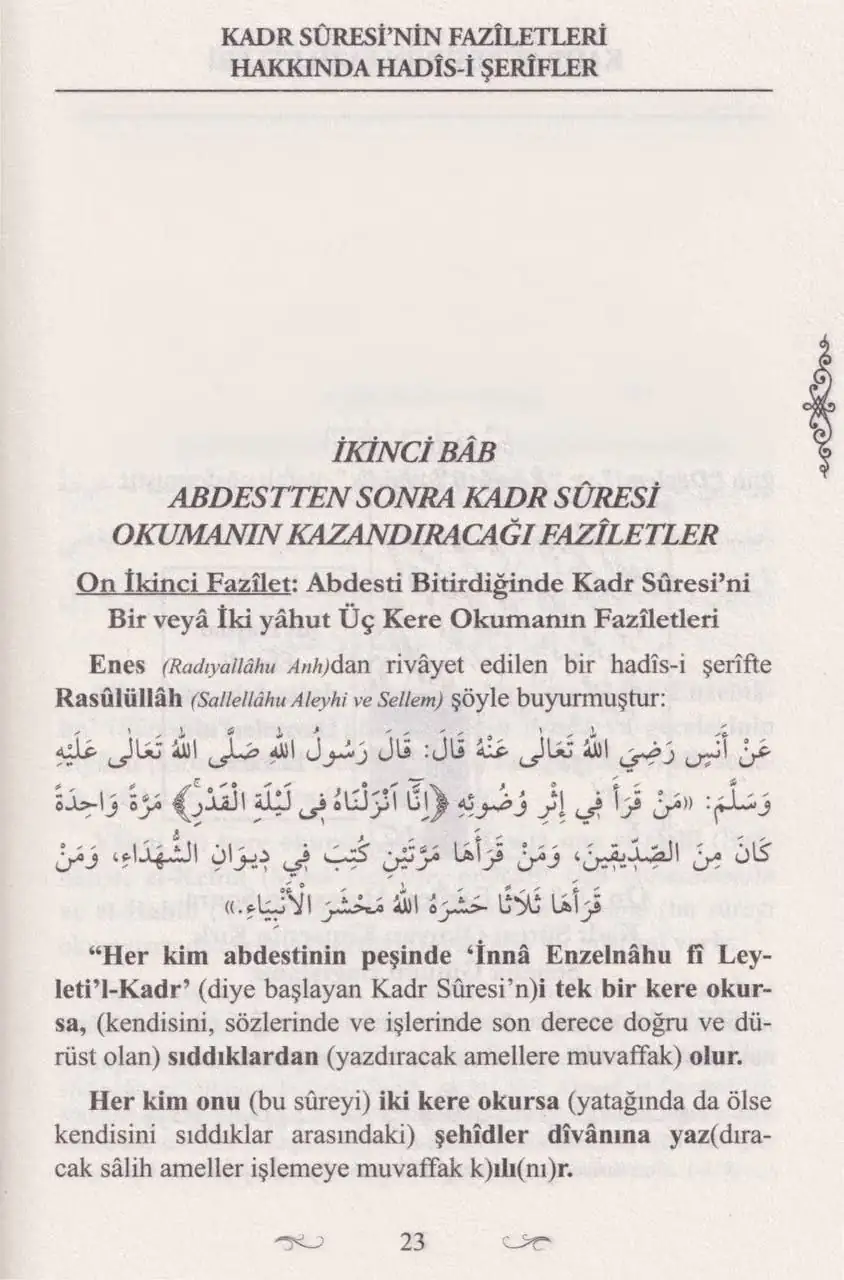 KADR SÛRESİ'NİN FAZÎLETLERİ
HAKKINDA HADÎS-İ ŞERÎFLER
İKİNCİ BÂB
ABDESTTEN SONRA KADR SÛRESİ
OKUMANIN KAZANDIRACAĞI FAZÎLETLER
On İkinci Fazîlet: Abdesti Bitirdiğinde Kadr Sûresi'ni
Bir veyâ İki yâhut Üç Kere Okumanın Fazîletleri
Enes (Radıyallâhu Anh)dan rivâyet edilen bir hadîs-i şerîfte
Rasûlüllâh (Sallellâhu Aleyhi ve Sellem) şöyle buyurmuştur:
عَنْ أَنَسٍ رَضِيَ اللهُ تَعَالَى عَنْهُ قَالَ: قَالَ رَسُولُ اللهِ صَلَّى اللهُ تَعَالَى عَلَيْهِ
وَسَلَّمَ: «مَنْ قَرَأَ فِي إِثْرِ وُضُوئِهِ ﴿اِنَّٓا اَنْزَلْنَاهُ فٖى لَيْلَةِ الْقَدْرِۚ﴾ مَرَّةً وَاحِدَةً
كَانَ مِنَ الصِّدِّيقِينَ، وَمَنْ قَرَأَهَا مَرَّتَيْنِ كُتِبَ فِي دِيوَانِ الشُّهَدَاءِ، وَمَنْ
قَرَأَهَا ثَلَاثًا حَشَرَهُ اللهُ مَحْشَرَ الْأَنْبِيَاءِ.»
“Her kim abdestinin peşinde ‘İnnâ Enzelnâhu fî Ley-
leti’l-Kadr’ (diye başlayan Kadr Sûresi’n)i tek bir kere okur-
sa, (kendisini, sözlerinde ve işlerinde son derece doğru ve dü-
rüst olan) sıddıklardan (yazdıracak amellere muvaffak) olur.
Her kim onu (bu sûreyi) iki kere okursa (yatağında da ölse
kendisini sıddıklar arasındaki) şehîdler dîvânına yaz(dıra-
cak sâlih ameller işlemeye muvaffak k)ılı(nı)r.
23